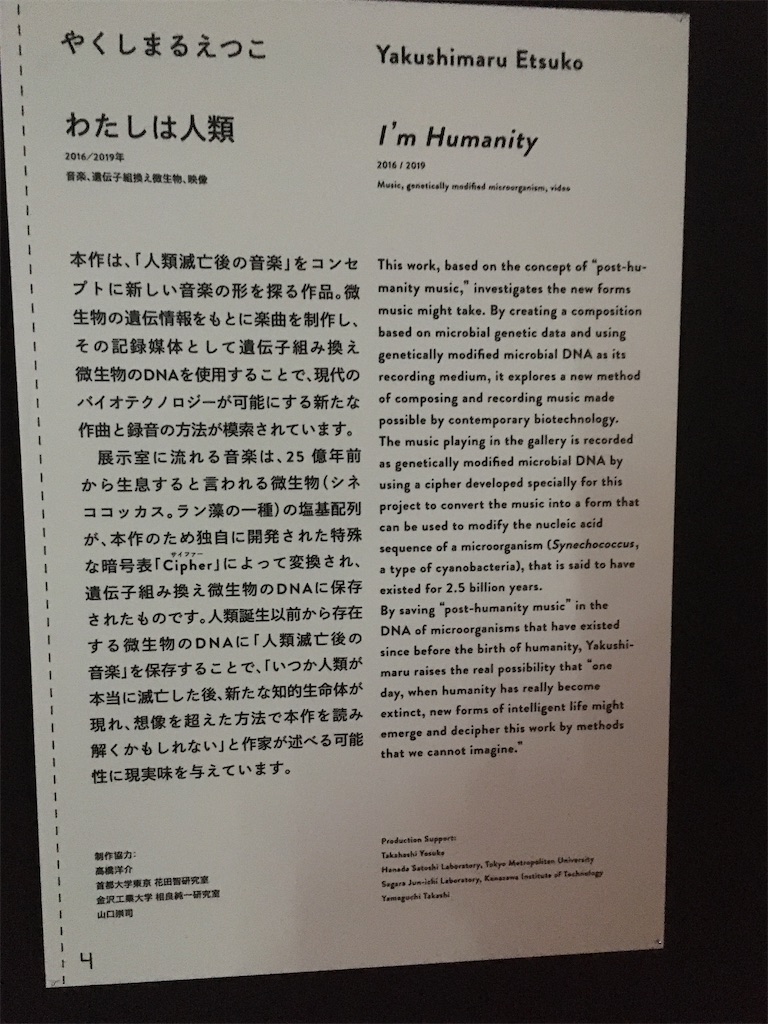 やくしまるえつこ
わたしは人類
2016／2019年
音楽、遺伝子組換え微生物、映像
本作は、「人類滅亡後の音楽」をコンセ
プトに新しい音楽の形を探る作品。微
生物の遺伝情報をもとに楽曲を制作し、
その記録媒体として遺伝子組み換え
微生物のDNAを使用することで、現代の
バイオテクノロジーが可能にする新たな
作曲と録音の方法が模索されています。
展示室に流れる音楽は、25 億年前
から生息すると言われる微生物（シネ
ココッカス。ラン藻の一種）の塩基配列
が、本作のため独自に開発された特殊
サイファー
な暗号表「Cipher」によって変換され、
遺伝子組み換え微生物のDNAに保存
されたものです。人類誕生以前から存在
する微生物のDNAに「人類滅亡後の
音楽」を保存することで、「いつか人類が
本当に滅亡した後、新たな知的生命体が
現れ、想像を超えた方法で本作を読み
解くかもしれない」と作家が述べる可能
性に現実味を与えています。
制作協力：
高橋洋介
首都大学東京 花田智研究室
金沢工業大学 相良純一研究室
山口崇司
4
Yakushimaru Etsuko
I'm Humanity
2016 / 2019
Music, genetically modified microorganism, video
This work, based on the concept of “post-hu-
manity music,” investigates the new forms
music might take. By creating a composition
based on microbial genetic data and using
genetically modified microbial DNA as its
recording medium, it explores a new method
of composing and recording music made
possible by contemporary biotechnology.
The music playing in the gallery is recorded
as genetically modified microbial DNA by
using a cipher developed specially for this
project to convert the music into a form that
can be used to modify the nucleic acid
sequence of a microorganism (Synechococcus,
a type of cyanobacteria), that is said to have
existed for 2.5 billion years.
By saving “post-humanity music” in the
DNA of microorganisms that have existed
since before the birth of humanity, Yakushi-
maru raises the real possibility that “one
day, when humanity has really become
extinct, new forms of intelligent life might
emerge and decipher this work by methods
that we cannot imagine.”
Production Support:
Takahashi Yosuke
Hanada Satoshi Laboratory, Tokyo Metropolitan University
Sagara Jun-ichi Laboratory, Kanazawa Institute of Technology
Yamaguchi Takashi